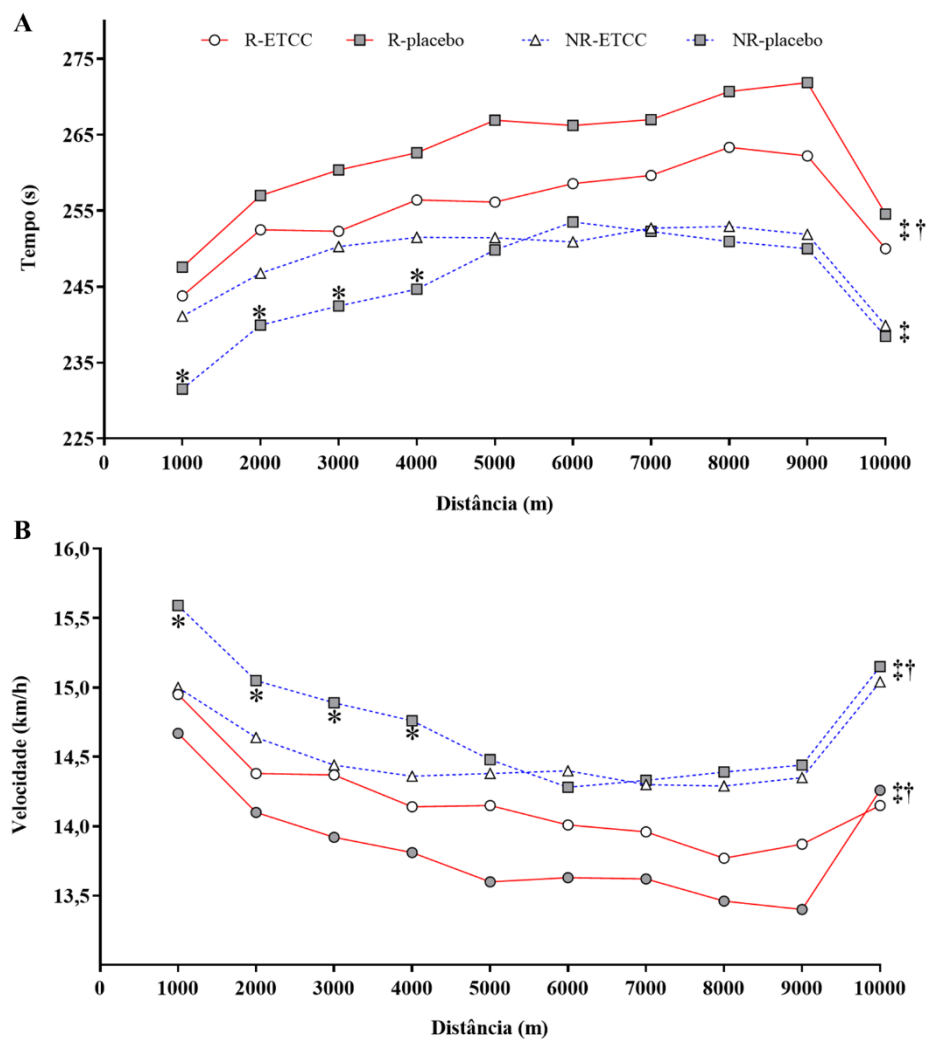 A
R-ETCC R-placebo NR-ETCC NR-placebo
275
265
255
245
235
225
Tempo (s)
* * * *
‡†
‡
0 1000 2000 3000 4000 5000 6000 7000 8000 9000 10000
Distância (m)
B
16,0
15,5
15,0
14,5
14,0
13,5
Velocidade (km/h)
* * * *
‡†
‡†
0 1000 2000 3000 4000 5000 6000 7000 8000 9000 10000
Distância (m)